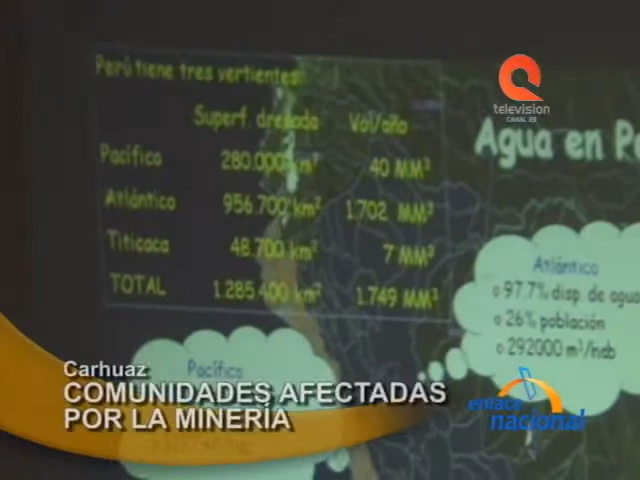 Perú tiene tres vertientes:
Superf. drenada Vol/año
Pacífico 280.000 km² 40 MM³
Atlántico 956.700 km² 1.702 MM³
Titicaca 48.700 km² 7 MM³
TOTAL 1.285.400 km² 1.749 MM³
television
CANAL 29
Agua en
Atlántico
97.7% disp. de agua
26% población
292000 m³/hab
Pacífico
Carhuaz
COMUNIDADES AFECTADAS
POR LA MINERÍA
enlace
nacional